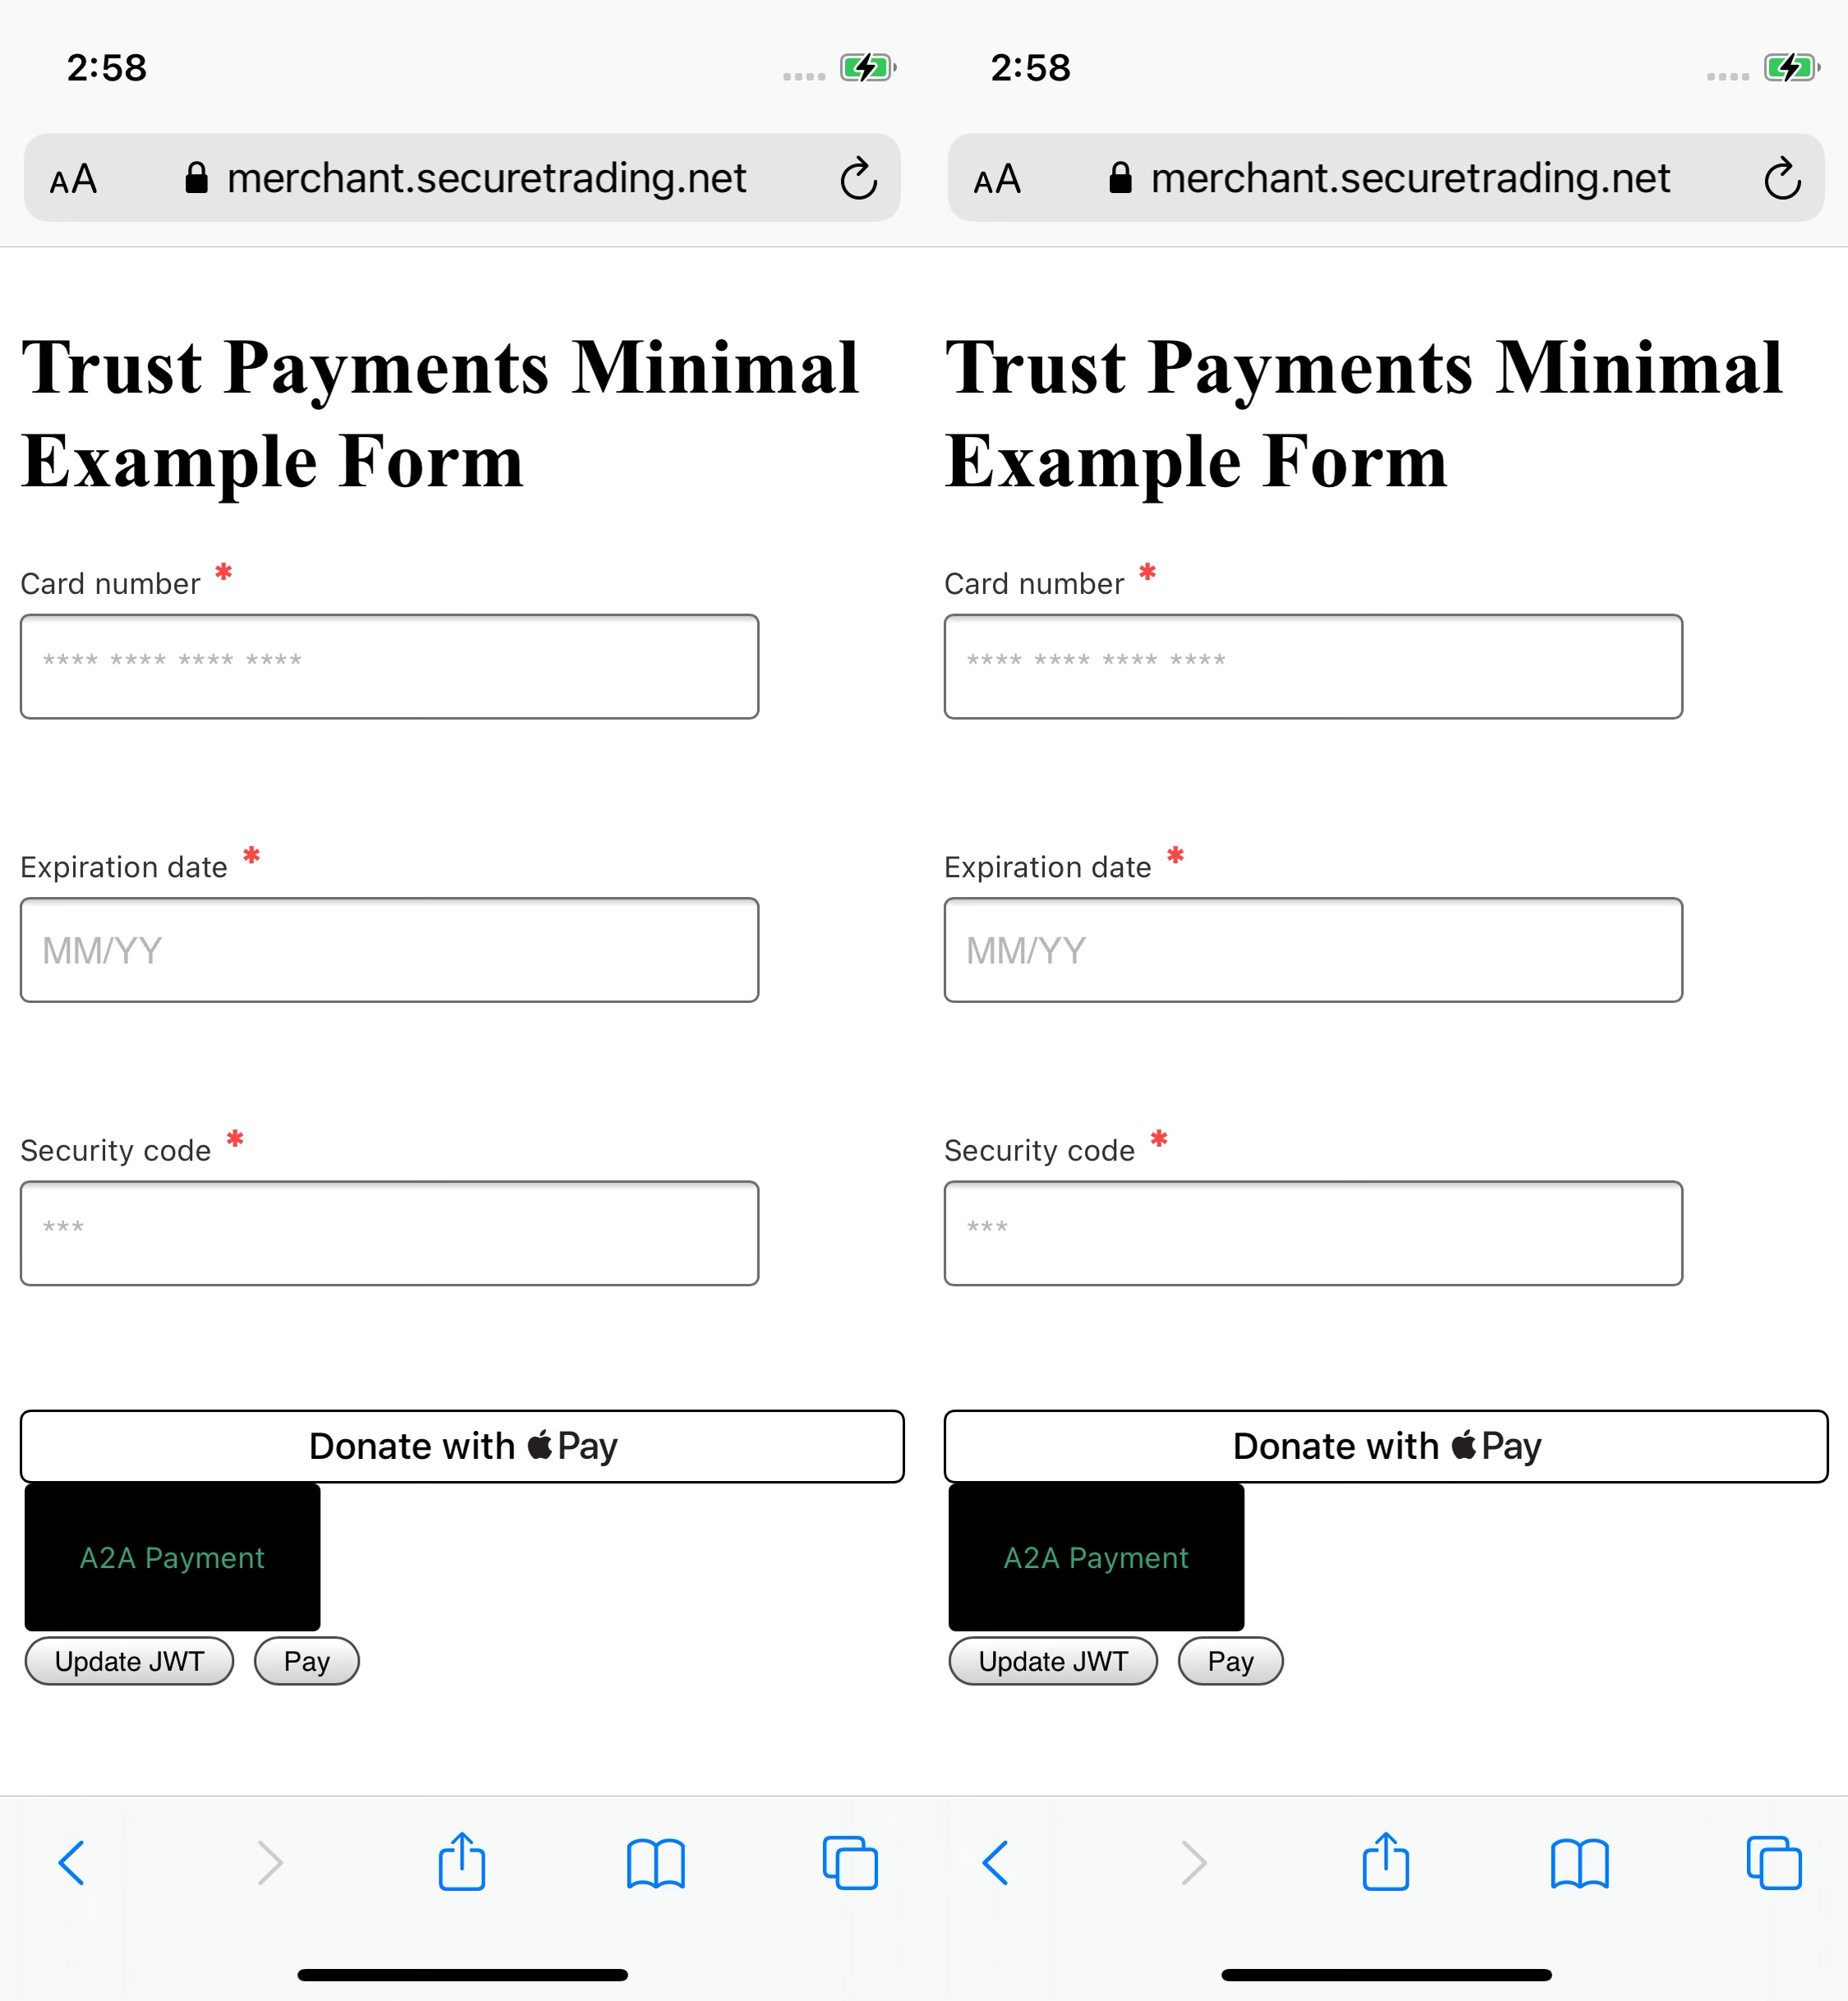 2:58
AA merchant.securetrading.net
Trust Payments Minimal
Example Form
Card number *
**** **** **** ****
Expiration date *
MM/YY
Security code *
***
Donate with Pay
A2A Payment
Update JWT Pay
2:58
AA merchant.securetrading.net
Trust Payments Minimal
Example Form
Card number *
**** **** **** ****
Expiration date *
MM/YY
Security code *
***
Donate with Pay
A2A Payment
Update JWT Pay